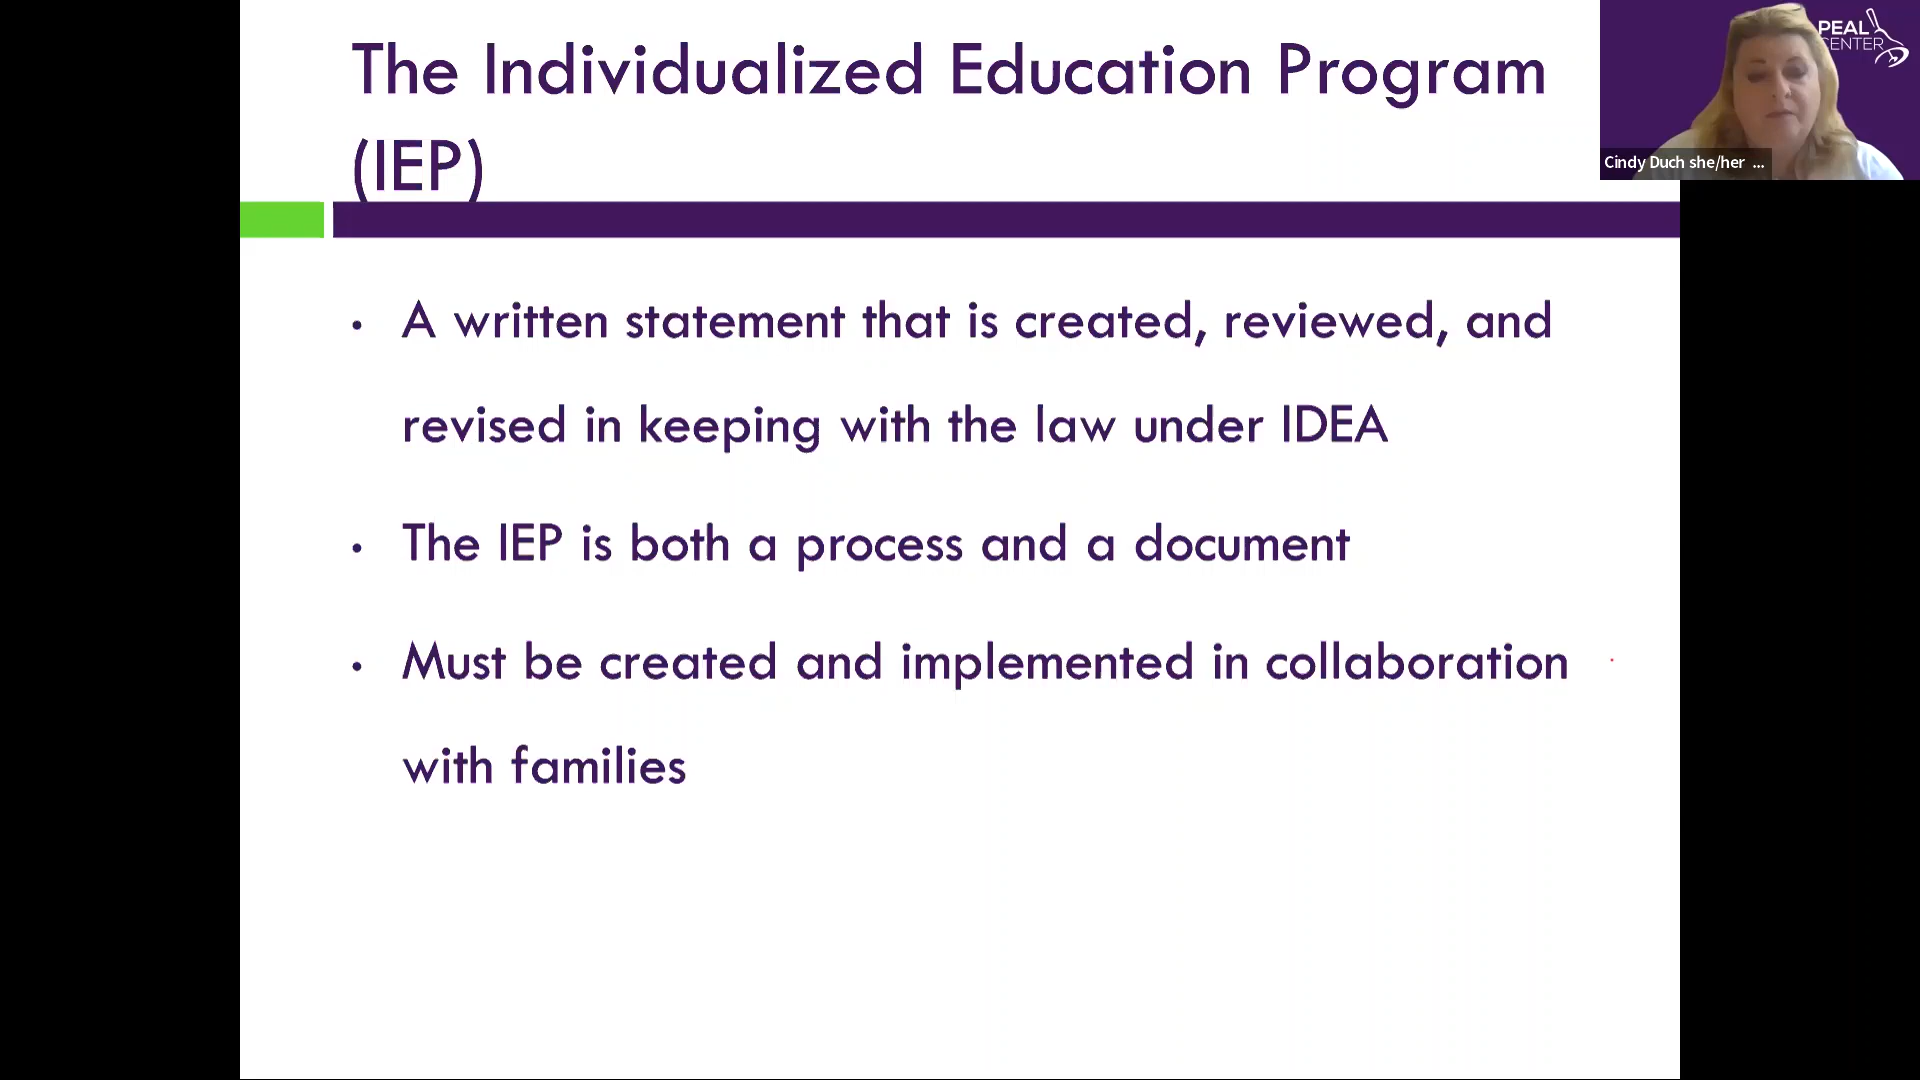 The Individualized Education Program
(IEP)
PEAL
CENTER
Cindy Duch she/her ...
• A written statement that is created, reviewed, and
revised in keeping with the law under IDEA
• The IEP is both a process and a document
• Must be created and implemented in collaboration
with families